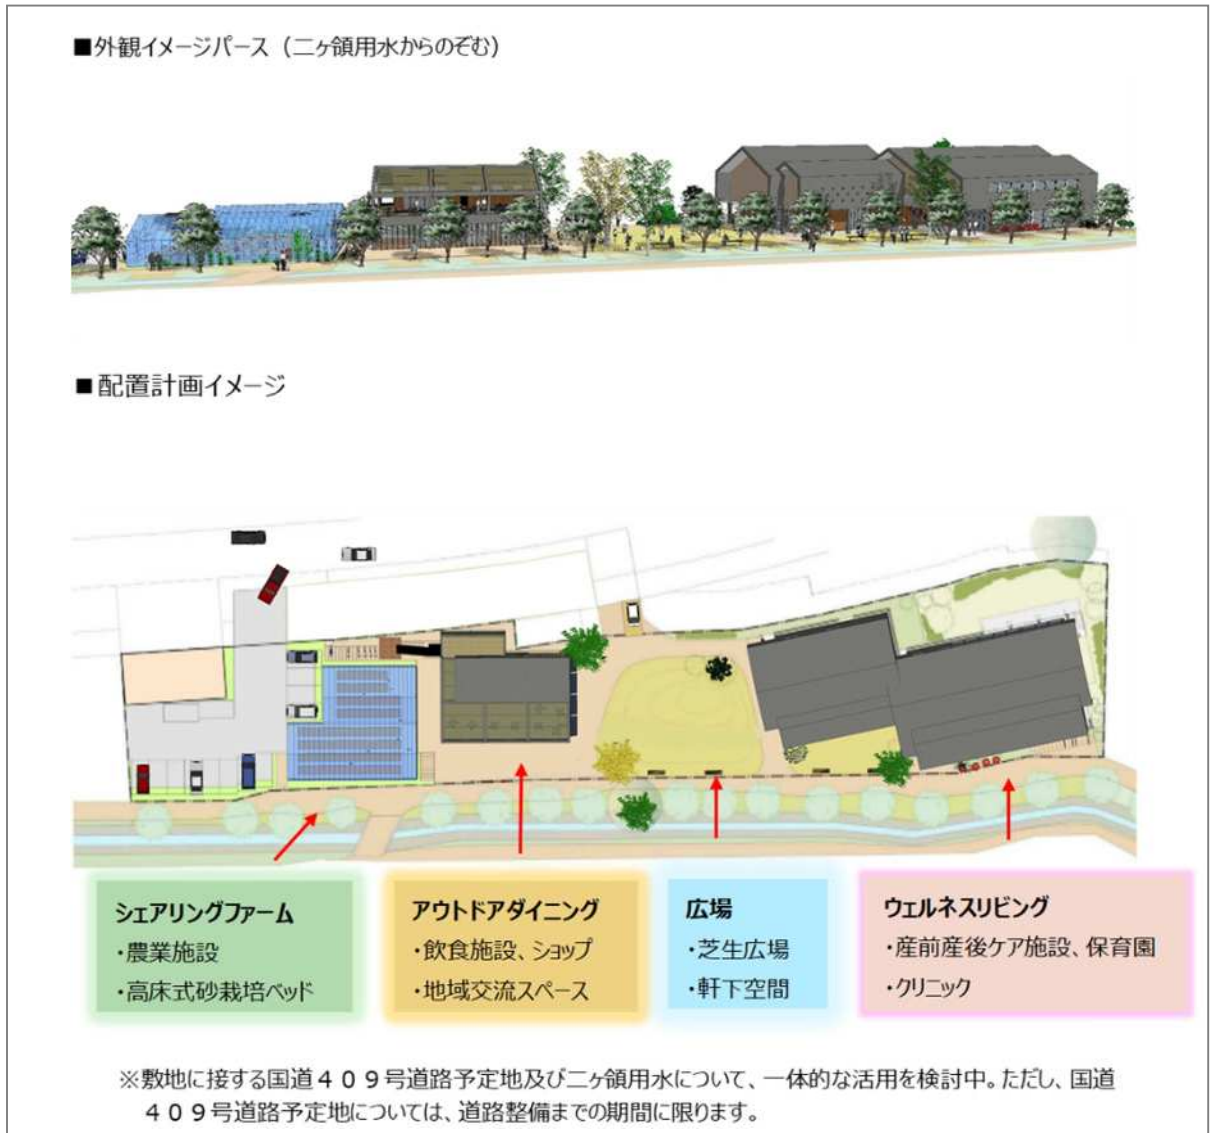 ■外観イメージパース（二ヶ領用水からのぞむ）
■配置計画イメージ
シェアリングファーム
・農業施設
・高床式砂栽培ベッド
アウトドアダイニング
・飲食施設、ショップ
・地域交流スペース
広場
・芝生広場
・軒下空間
ウェルネスリビング
・産前産後ケア施設、保育園
・クリニック
※敷地に接する国道４０９号道路予定地及び二ヶ領用水について、一体的な活用を検討中。ただし、国道
４０９号道路予定地については、道路整備までの期間に限ります。